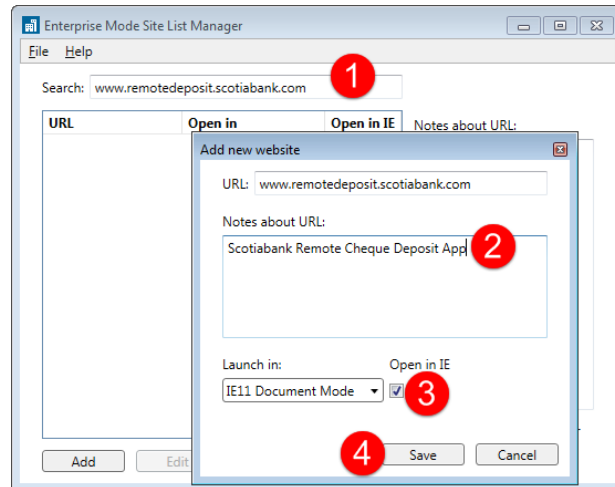 Enterprise Mode Site List Manager
File Help
Search: www.remotedeposit.scotiabank.com
1
URL Open in Open in IE Notes about URL:
Add new website
URL: www.remotedeposit.scotiabank.com
Notes about URL:
Scotiabank Remote Cheque Deposit App
2
Launch in: Open in IE
IE11 Document Mode
3
4
Save Cancel
Add Edit